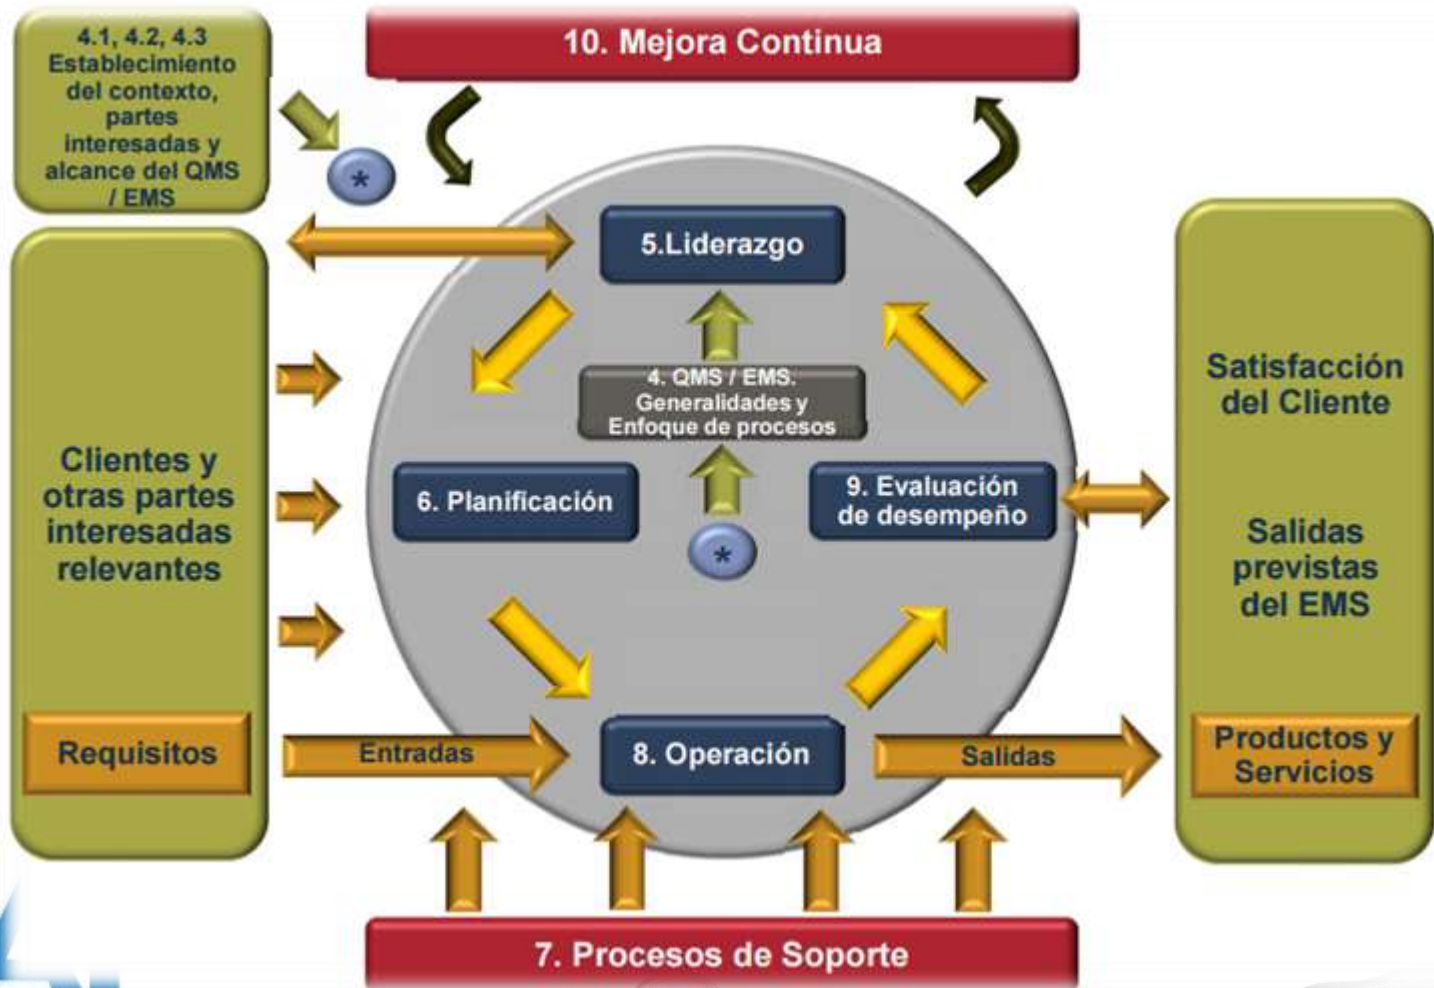 4.1, 4.2, 4.3
Establecimiento
del contexto,
partes
interesadas y
alcance del QMS
/ EMS
10. Mejora Continua
*
5.Liderazgo
4. QMS / EMS.
Generalidades y
Enfoque de procesos
Clientes y
otras partes
interesadas
relevantes
6. Planificación
9. Evaluación
de desempeño
*
Satisfacción
del Cliente
Salidas
previstas
del EMS
Requisitos
Entradas
8. Operación
Salidas
Productos y
Servicios
7. Procesos de Soporte